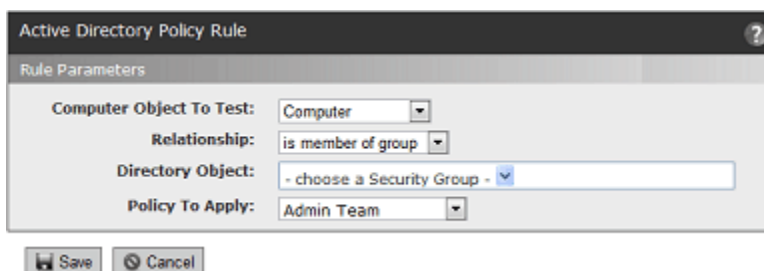 Active Directory Policy Rule
?
Rule Parameters
Computer Object To Test: Computer
Relationship: is member of group
Directory Object: - choose a Security Group -
Policy To Apply: Admin Team
Save Cancel